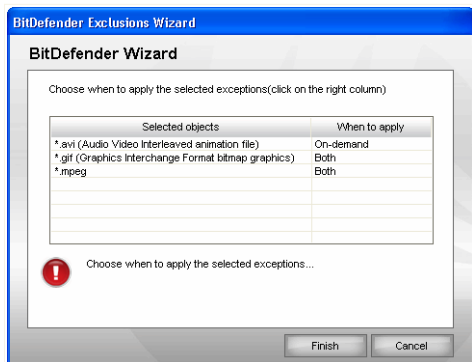 BitDefender Exclusions Wizard
BitDefender Wizard
Choose when to apply the selected exceptions(click on the right column)
Selected objects When to apply
*.avi (Audio Video Interleaved animation file) On-demand
*.gif (Graphics Interchange Format bitmap graphics) Both
*.mpeg Both
Choose when to apply the selected exceptions...
Finish Cancel